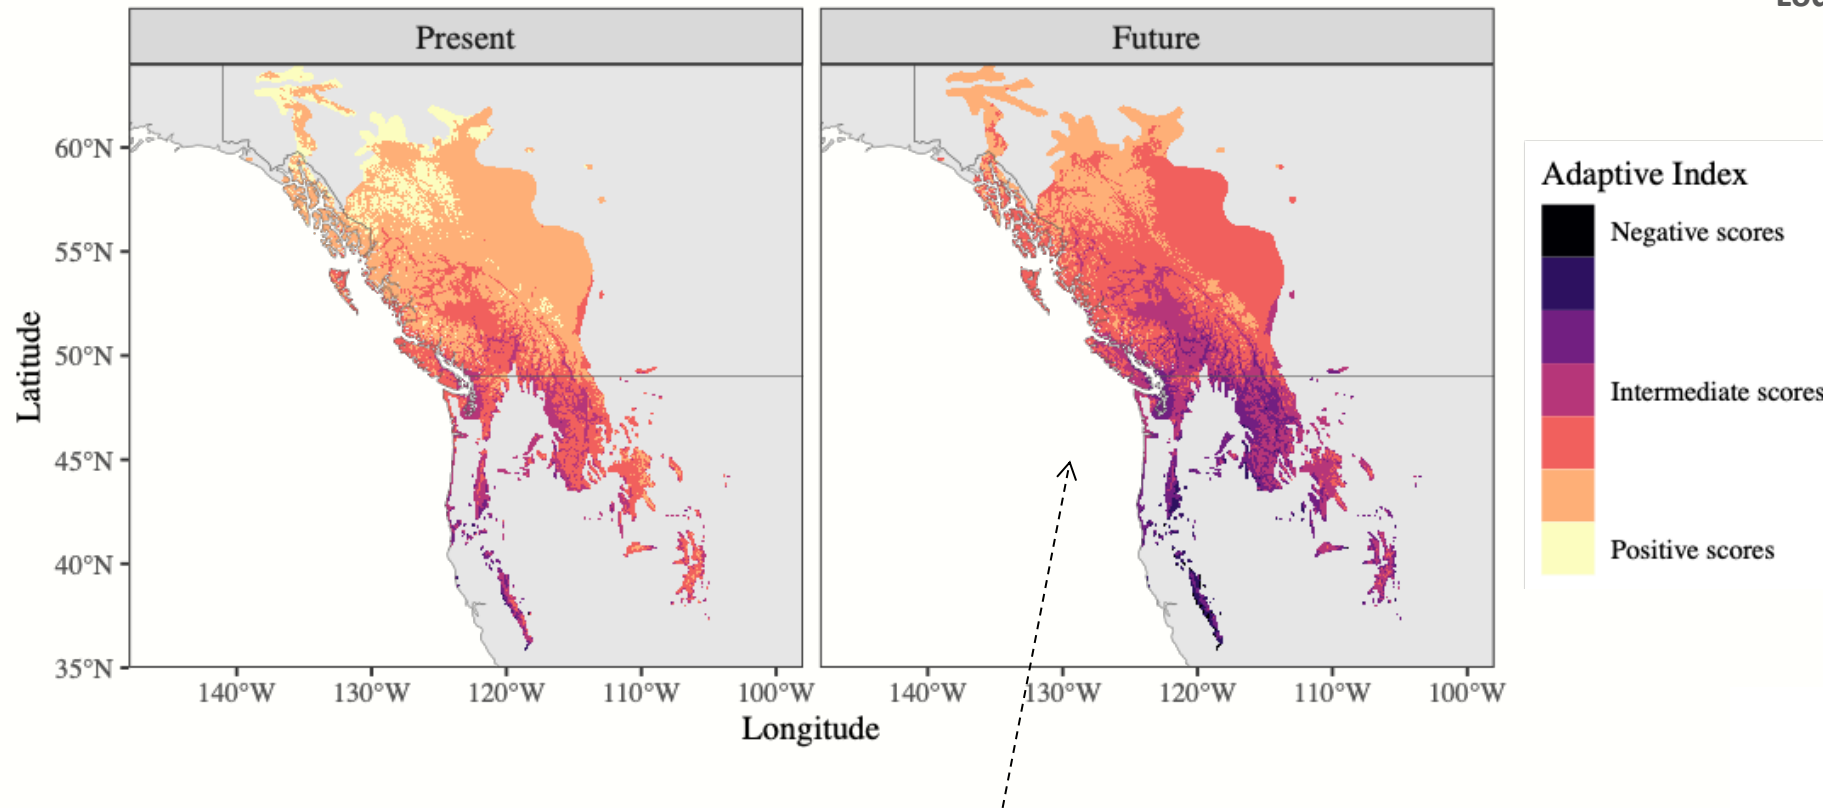 Present
Future
60°N
55°N
50°N
45°N
40°N
35°N
Latitude
140°W 130°W 120°W 110°W 100°W
140°W 130°W 120°W 110°W 100°W
Longitude
Adaptive Index
Negative scores
Intermediate scores
Positive scores